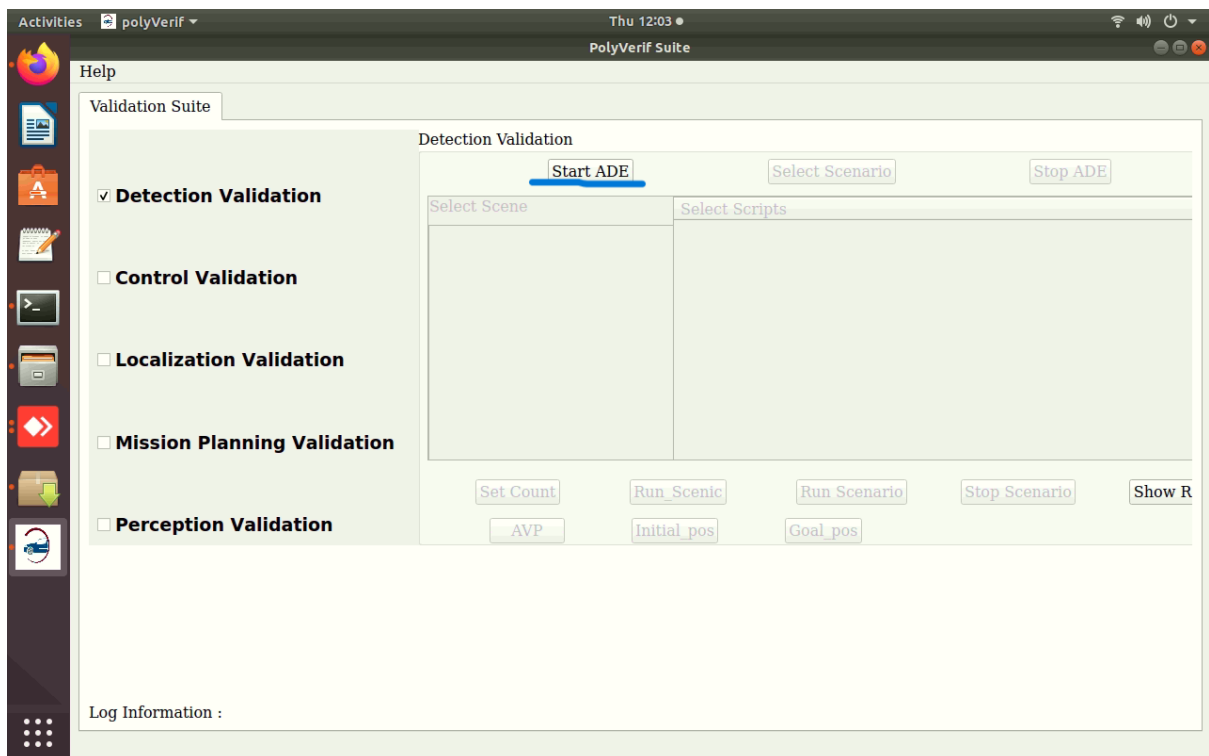 Activities polyVerif Thu 12:03
PolyVerif Suite
Help
Validation Suite
Detection Validation
Start ADE Select Scenario Stop ADE
Detection Validation
Select Scene Select Scripts
Control Validation
Localization Validation
Mission Planning Validation
Set Count Run_Scenic Run Scenario Stop Scenario Show R
Perception Validation
AVP Initial_pos Goal_pos
Log Information :